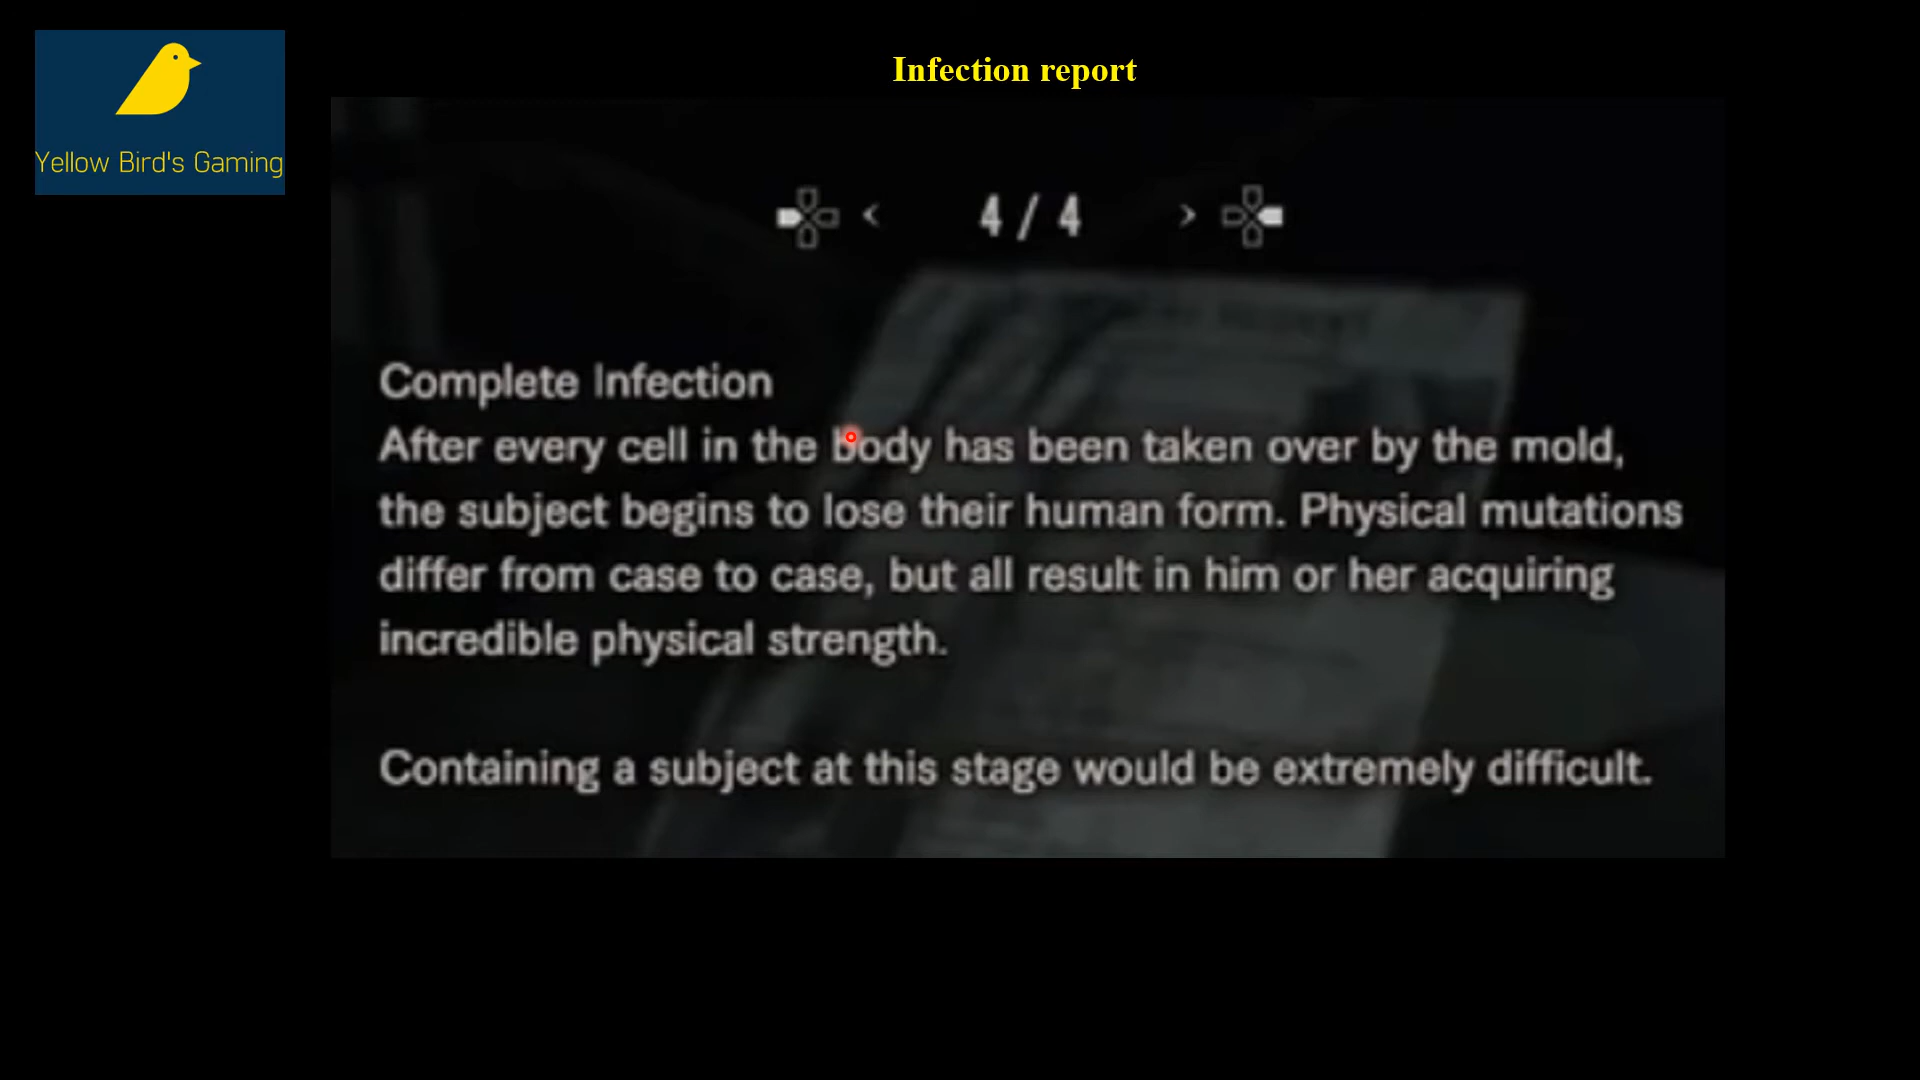 Infection report
Yellow Bird's Gaming
< 4 / 4 >
Complete Infection
After every cell in the body has been taken over by the mold,
the subject begins to lose their human form. Physical mutations
differ from case to case, but all result in him or her acquiring
incredible physical strength.
Containing a subject at this stage would be extremely difficult.